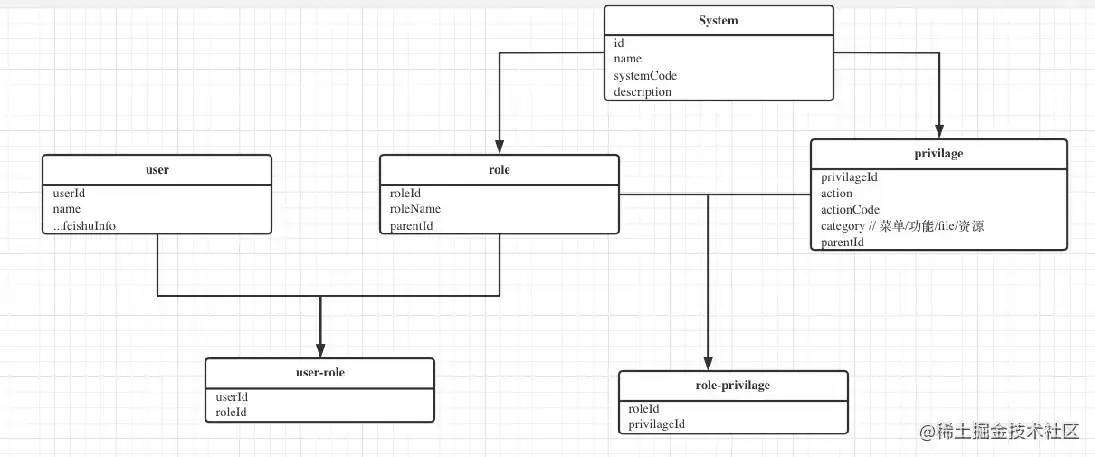 System
id
name
systemCode
description
user
userId
name
...feishuInfo
role
roleId
roleName
parentId
privilage
privilageId
action
actionCode
category // 菜单/功能/file/资源
parentId
user-role
userId
roleId
role-privilage
roleId
privilageId
@稀土掘金技术社区